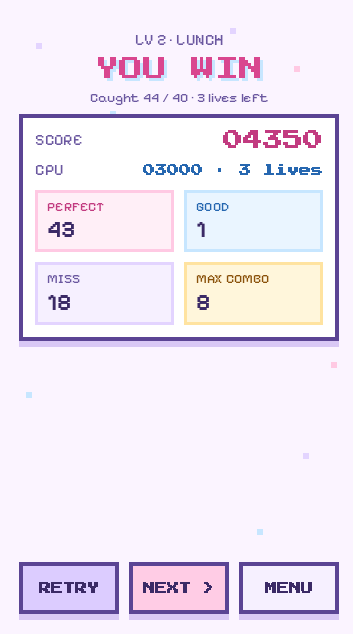 LV 2 · LUNCH
YOU WIN
Caught 44 / 40 · 3 lives left
SCORE 04350
CPU 03000 · 3 lives
PERFECT GOOD
43 1
MISS MAX COMBO
18 8
RETRY NEXT > MENU